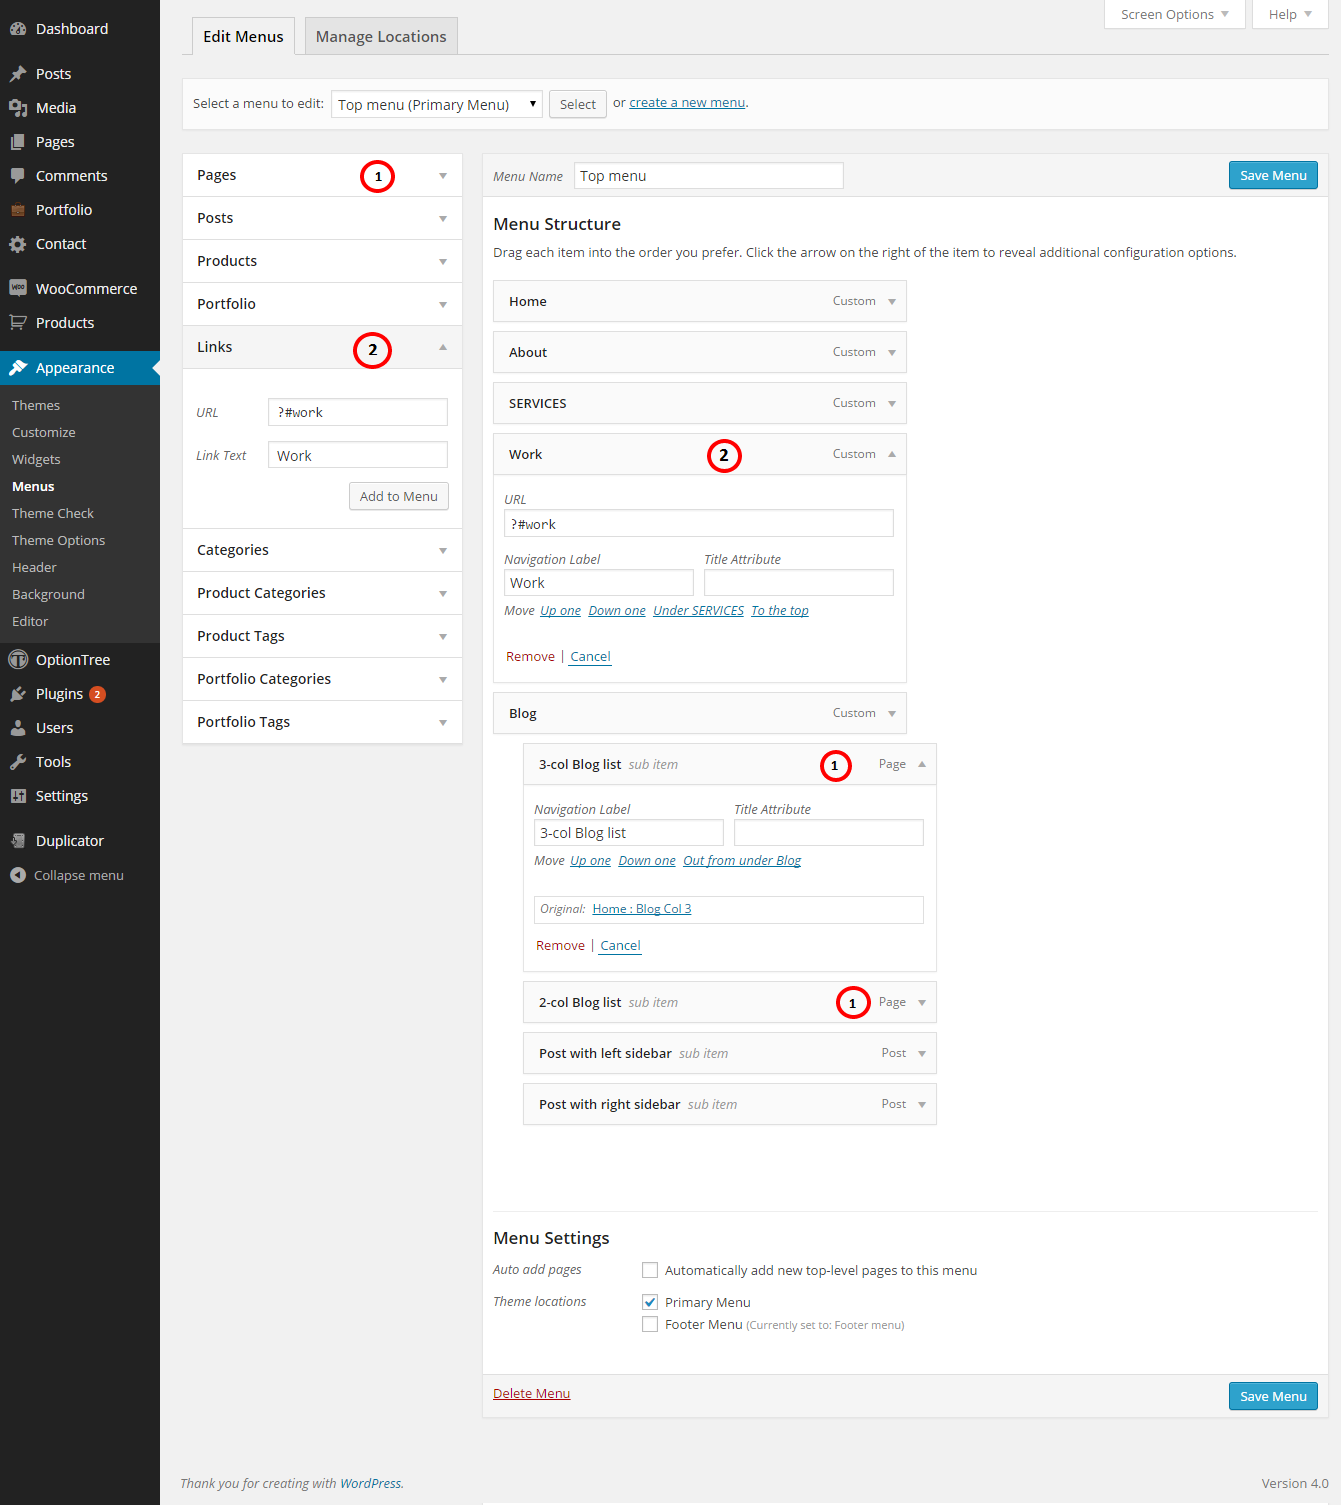 Dashboard
Posts
Media
Pages
Comments
Portfolio
Contact
WooCommerce
Products
Appearance
Themes
Customize
Widgets
Menus
Theme Check
Theme Options
Header
Background
Editor
OptionTree
Plugins 2
Users
Tools
Settings
Duplicator
Collapse menu
Screen Options Help
Edit Menus Manage Locations
Select a menu to edit: Top menu (Primary Menu) Select or create a new menu.
Pages 1
Posts
Products
Portfolio
Links 2
URL ?#work
Link Text Work
Add to Menu
Categories
Product Categories
Product Tags
Portfolio Categories
Portfolio Tags
Menu Name Top menu Save Menu
Menu Structure
Drag each item into the order you prefer. Click the arrow on the right of the item to reveal additional configuration options.
Home Custom
About Custom
SERVICES Custom
Work 2 Custom
URL
?#work
Navigation Label Title Attribute
Work
Move Up one Down one Under SERVICES To the top
Remove | Cancel
Blog Custom
3-col Blog list sub item 1 Page
Navigation Label Title Attribute
3-col Blog list
Move Up one Down one Out from under Blog
Original: Home : Blog Col 3
Remove | Cancel
2-col Blog list sub item 1 Page
Post with left sidebar sub item Post
Post with right sidebar sub item Post
Menu Settings
Auto add pages Automatically add new top-level pages to this menu
Theme locations Primary Menu
Footer Menu (Currently set to: Footer menu)
Delete Menu Save Menu
Thank you for creating with WordPress. Version 4.0